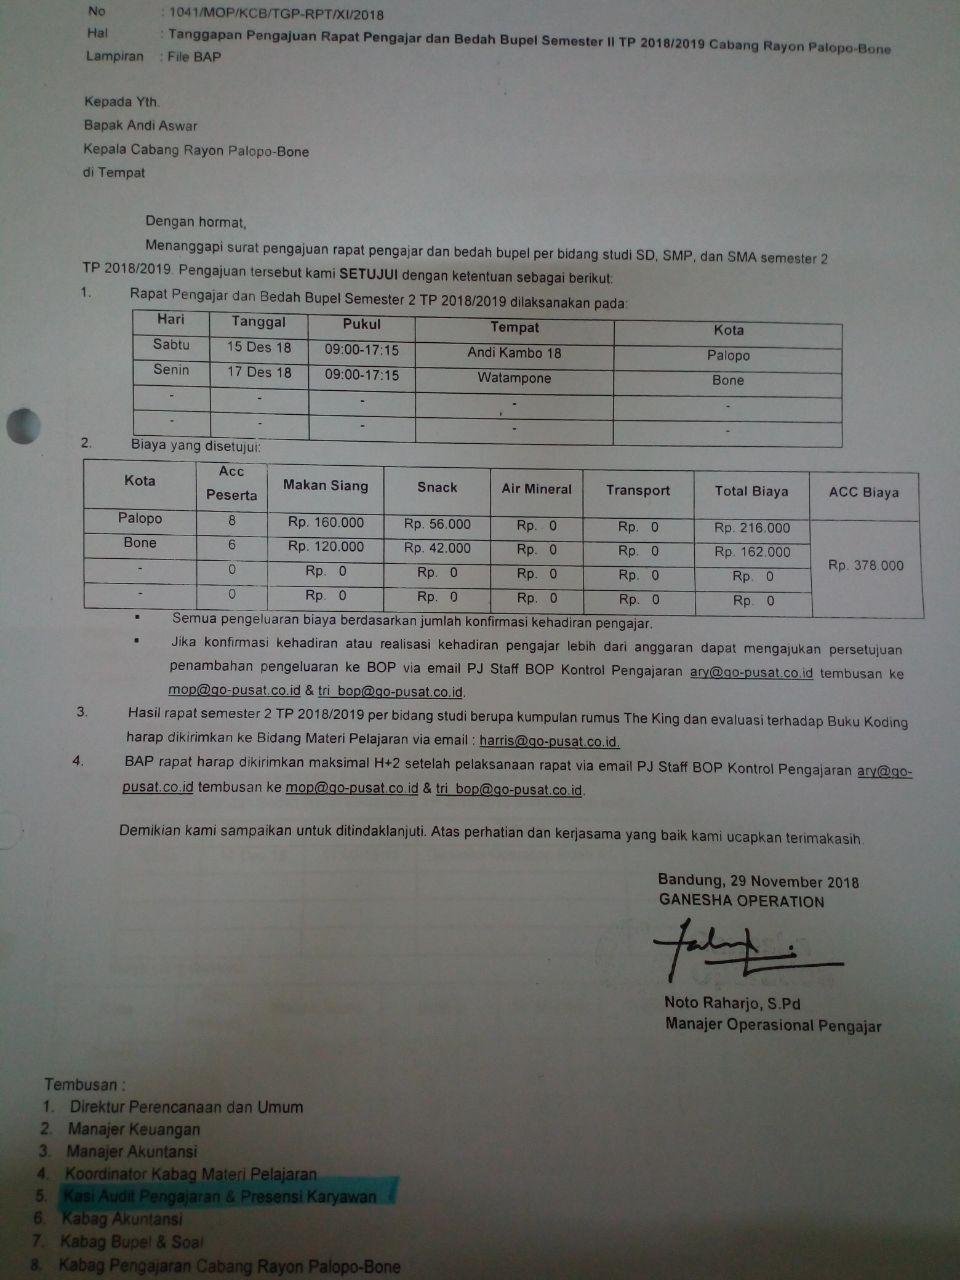 No : 1041/MOP/KCB/TGP-RPT/XI/2018
Hal : Tanggapan Pengajuan Rapat Pengajar dan Bedah Bupel Semester II TP 2018/2019 Cabang Rayon Palopo-Bone
Lampiran : File BAP
Kepada Yth.
Bapak Andi Aswar
Kepala Cabang Rayon Palopo-Bone
di Tempat
Dengan hormat,
Menanggapi surat pengajuan rapat pengajar dan bedah bupel per bidang studi SD, SMP, dan SMA semester 2
TP 2018/2019. Pengajuan tersebut kami SETUJUI dengan ketentuan sebagai berikut:
1. Rapat Pengajar dan Bedah Bupel Semester 2 TP 2018/2019 dilaksanakan pada:
Hari Tanggal Pukul Tempat Kota
Sabtu 15 Des 18 09:00-17:15 Andi Kambo 18 Palopo
Senin 17 Des 18 09:00-17:15 Watampone Bone
- - - - -
- - - - -
2. Biaya yang disetujui:
Kota Acc Peserta Makan Siang Snack Air Mineral Transport Total Biaya ACC Biaya
Palopo 8 Rp. 160.000 Rp. 56.000 Rp. 0 Rp. 0 Rp. 216.000
Bone 6 Rp. 120.000 Rp. 42.000 Rp. 0 Rp. 0 Rp. 162.000 Rp. 378.000
- 0 Rp. 0 Rp. 0 Rp. 0 Rp. 0 Rp. 0
- 0 Rp. 0 Rp. 0 Rp. 0 Rp. 0 Rp. 0
▪ Semua pengeluaran biaya berdasarkan jumlah konfirmasi kehadiran pengajar.
▪ Jika konfirmasi kehadiran atau realisasi kehadiran pengajar lebih dari anggaran dapat mengajukan persetujuan
penambahan pengeluaran ke BOP via email PJ Staff BOP Kontrol Pengajaran ary@go-pusat.co.id tembusan ke
mop@go-pusat.co.id & tri_bop@go-pusat.co.id.
3. Hasil rapat semester 2 TP 2018/2019 per bidang studi berupa kumpulan rumus The King dan evaluasi terhadap Buku Koding
harap dikirimkan ke Bidang Materi Pelajaran via email : harris@go-pusat.co.id.
4. BAP rapat harap dikirimkan maksimal H+2 setelah pelaksanaan rapat via email PJ Staff BOP Kontrol Pengajaran ary@go-
pusat.co.id tembusan ke mop@go-pusat.co.id & tri_bop@go-pusat.co.id.
Demikian kami sampaikan untuk ditindaklanjuti. Atas perhatian dan kerjasama yang baik kami ucapkan terimakasih.
Bandung, 29 November 2018
GANESHA OPERATION
Noto Raharjo, S.Pd
Manajer Operasional Pengajar
Tembusan :
1. Direktur Perencanaan dan Umum
2. Manajer Keuangan
3. Manajer Akuntansi
4. Koordinator Kabag Materi Pelajaran
5. Kasi Audit Pengajaran & Presensi Karyawan
6. Kabag Akuntansi
7. Kabag Bupel & Soal
8. Kabag Pengajaran Cabang Rayon Palopo-Bone